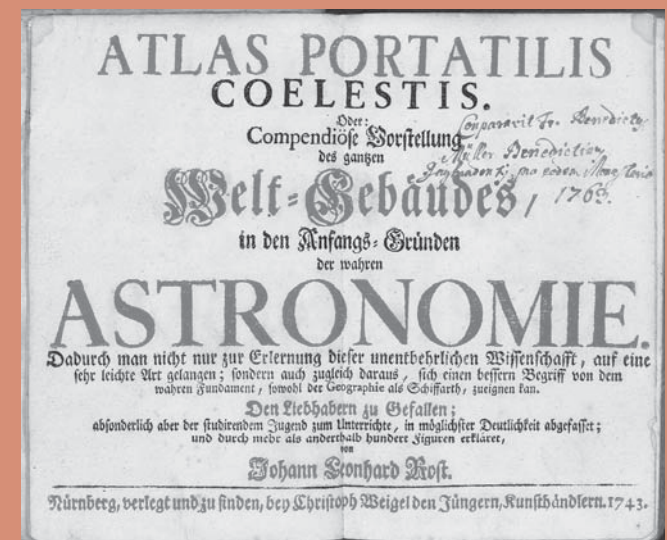 ATLAS PORTATILIS
COELESTIS.
Oder:
Compendiöse Vorstellung
des gantzen
Welt-Gebäudes,
in den Anfangs-Gründen
der wahren
ASTRONOMIE.
Dadurch man nicht nur zur Erlernung dieser unentbehrlichen Wissenschafft, auf eine
sehr leichte Art gelangen; sondern auch zugleich daraus, sich einen bessern Begriff von dem
wahren Fundament, sowohl der Geographie als Schiffarth, zueignen kan.
Den Liebhabern zu Gefallen;
absonderlich aber der studirenden Jugend zum Unterrichte, in möglichster Deutlichkeit abgefasset;
und durch mehr als anderthalb hundert Figuren erkläret,
von
Johann Leonhard Rost.
Nürnberg, verlegt und zu finden, bey Christoph Weigel den Jüngern, Kunsthändlern. 1743.
Comparavit Fr.
Müller
1763.